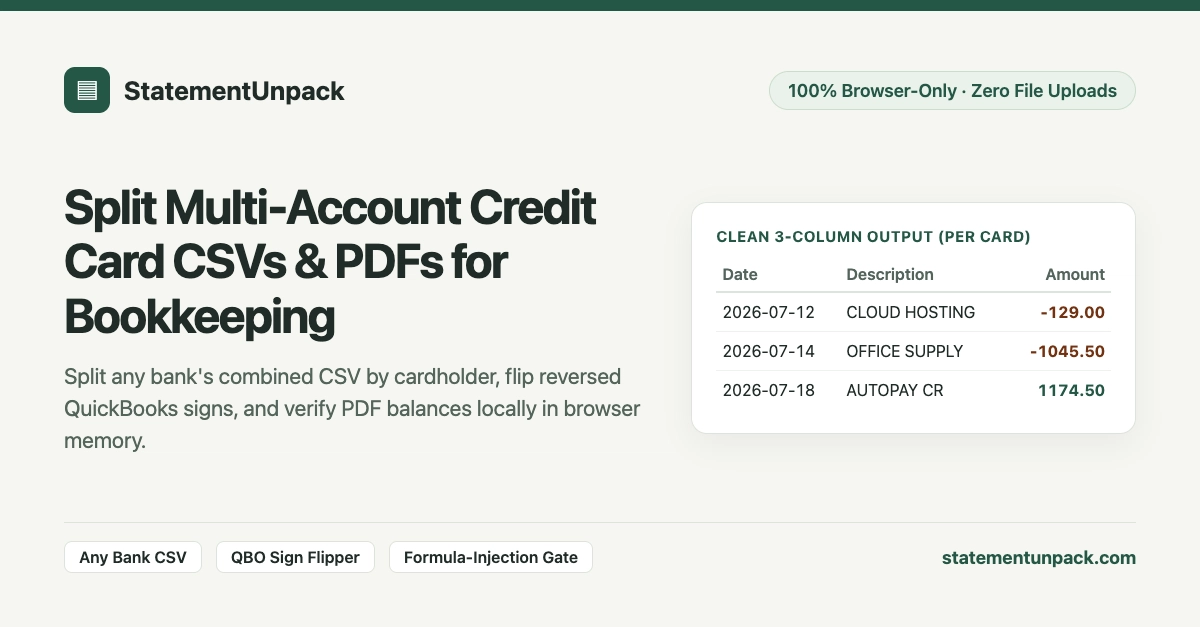 StatementUnpack
100% Browser-Only · Zero File Uploads
Split Multi-Account Credit
Card CSVs & PDFs for
Bookkeeping
Split any bank's combined CSV by cardholder, flip reversed
QuickBooks signs, and verify PDF balances locally in browser
memory.
CLEAN 3-COLUMN OUTPUT (PER CARD)
Date Description Amount
2026-07-12 CLOUD HOSTING -129.00
2026-07-14 OFFICE SUPPLY -1045.50
2026-07-18 AUTOPAY CR 1174.50
Any Bank CSV QBO Sign Flipper Formula-Injection Gate
statementunpack.com